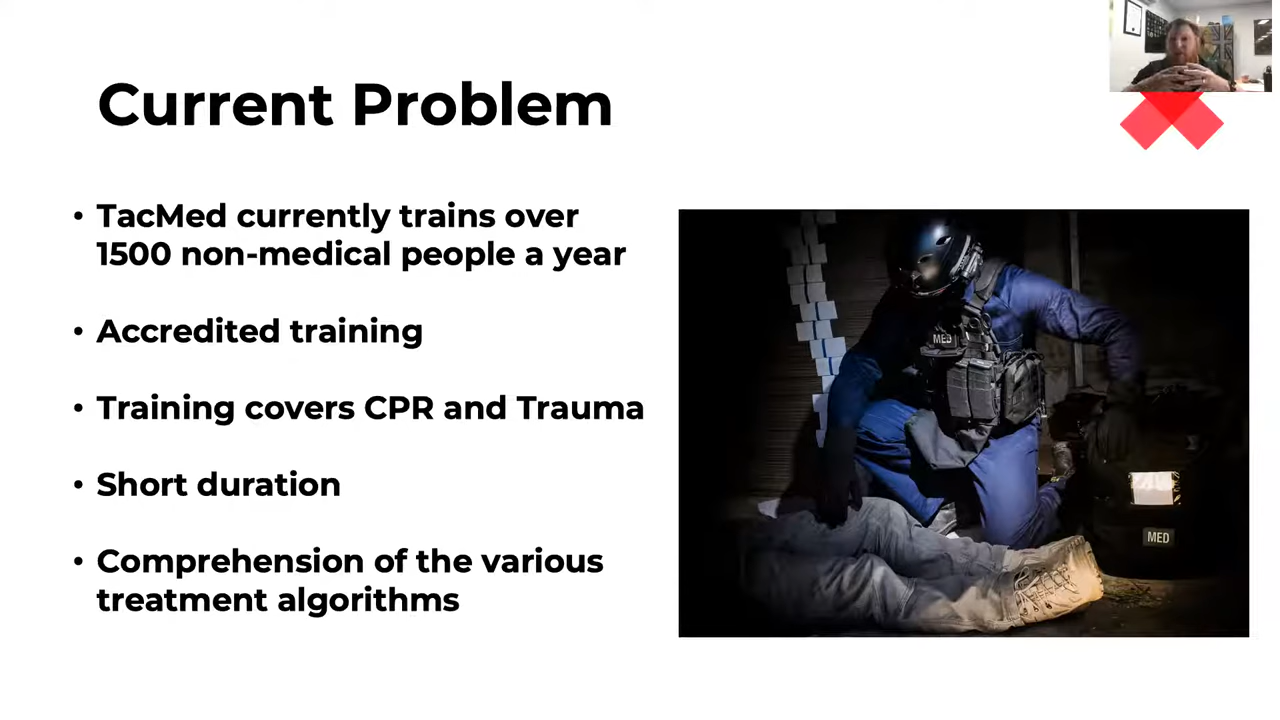 Current Problem
• TacMed currently trains over
1500 non-medical people a year
• Accredited training
• Training covers CPR and Trauma
• Short duration
• Comprehension of the various
treatment algorithms
MED
MED